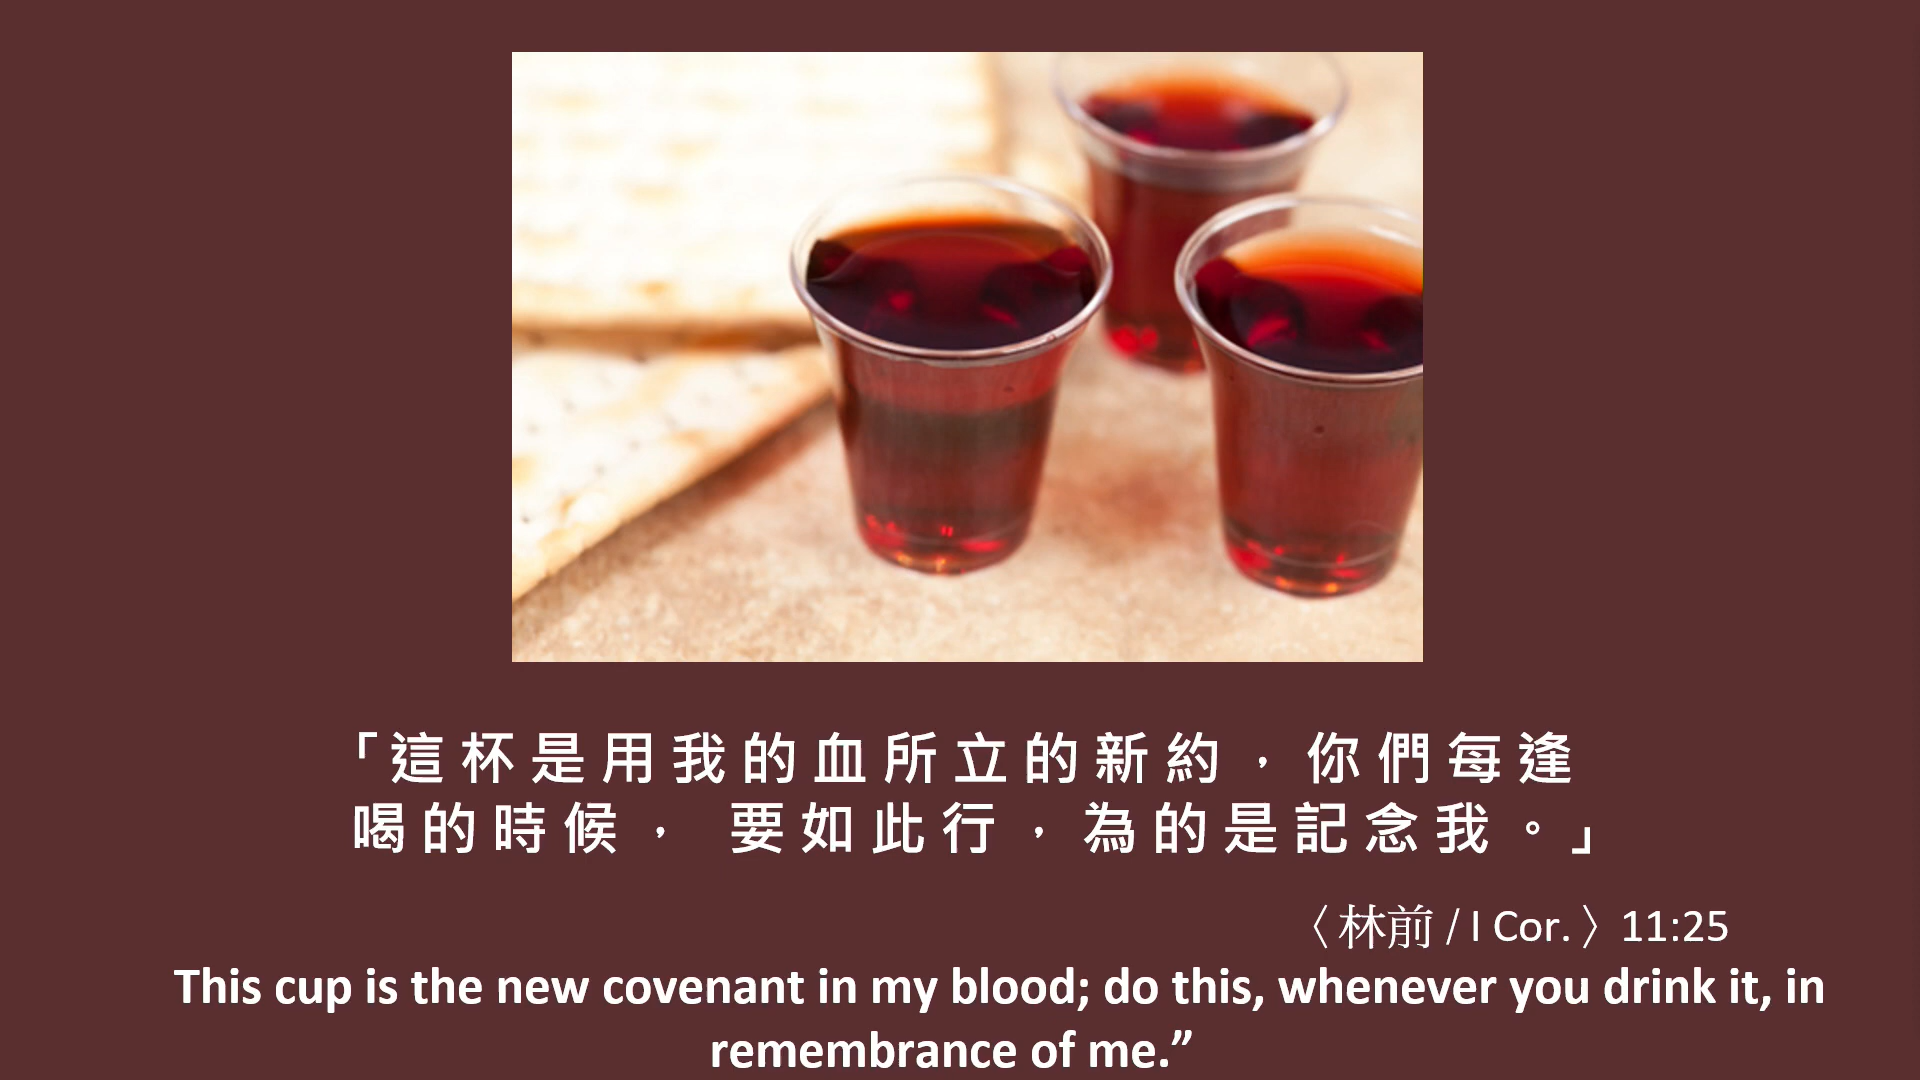 「這杯是用我的血所立的新約，你們每逢
喝的時候， 要如此行，為的是記念我。」
〈林前 / I Cor.〉11:25
This cup is the new covenant in my blood; do this, whenever you drink it, in
remembrance of me.”